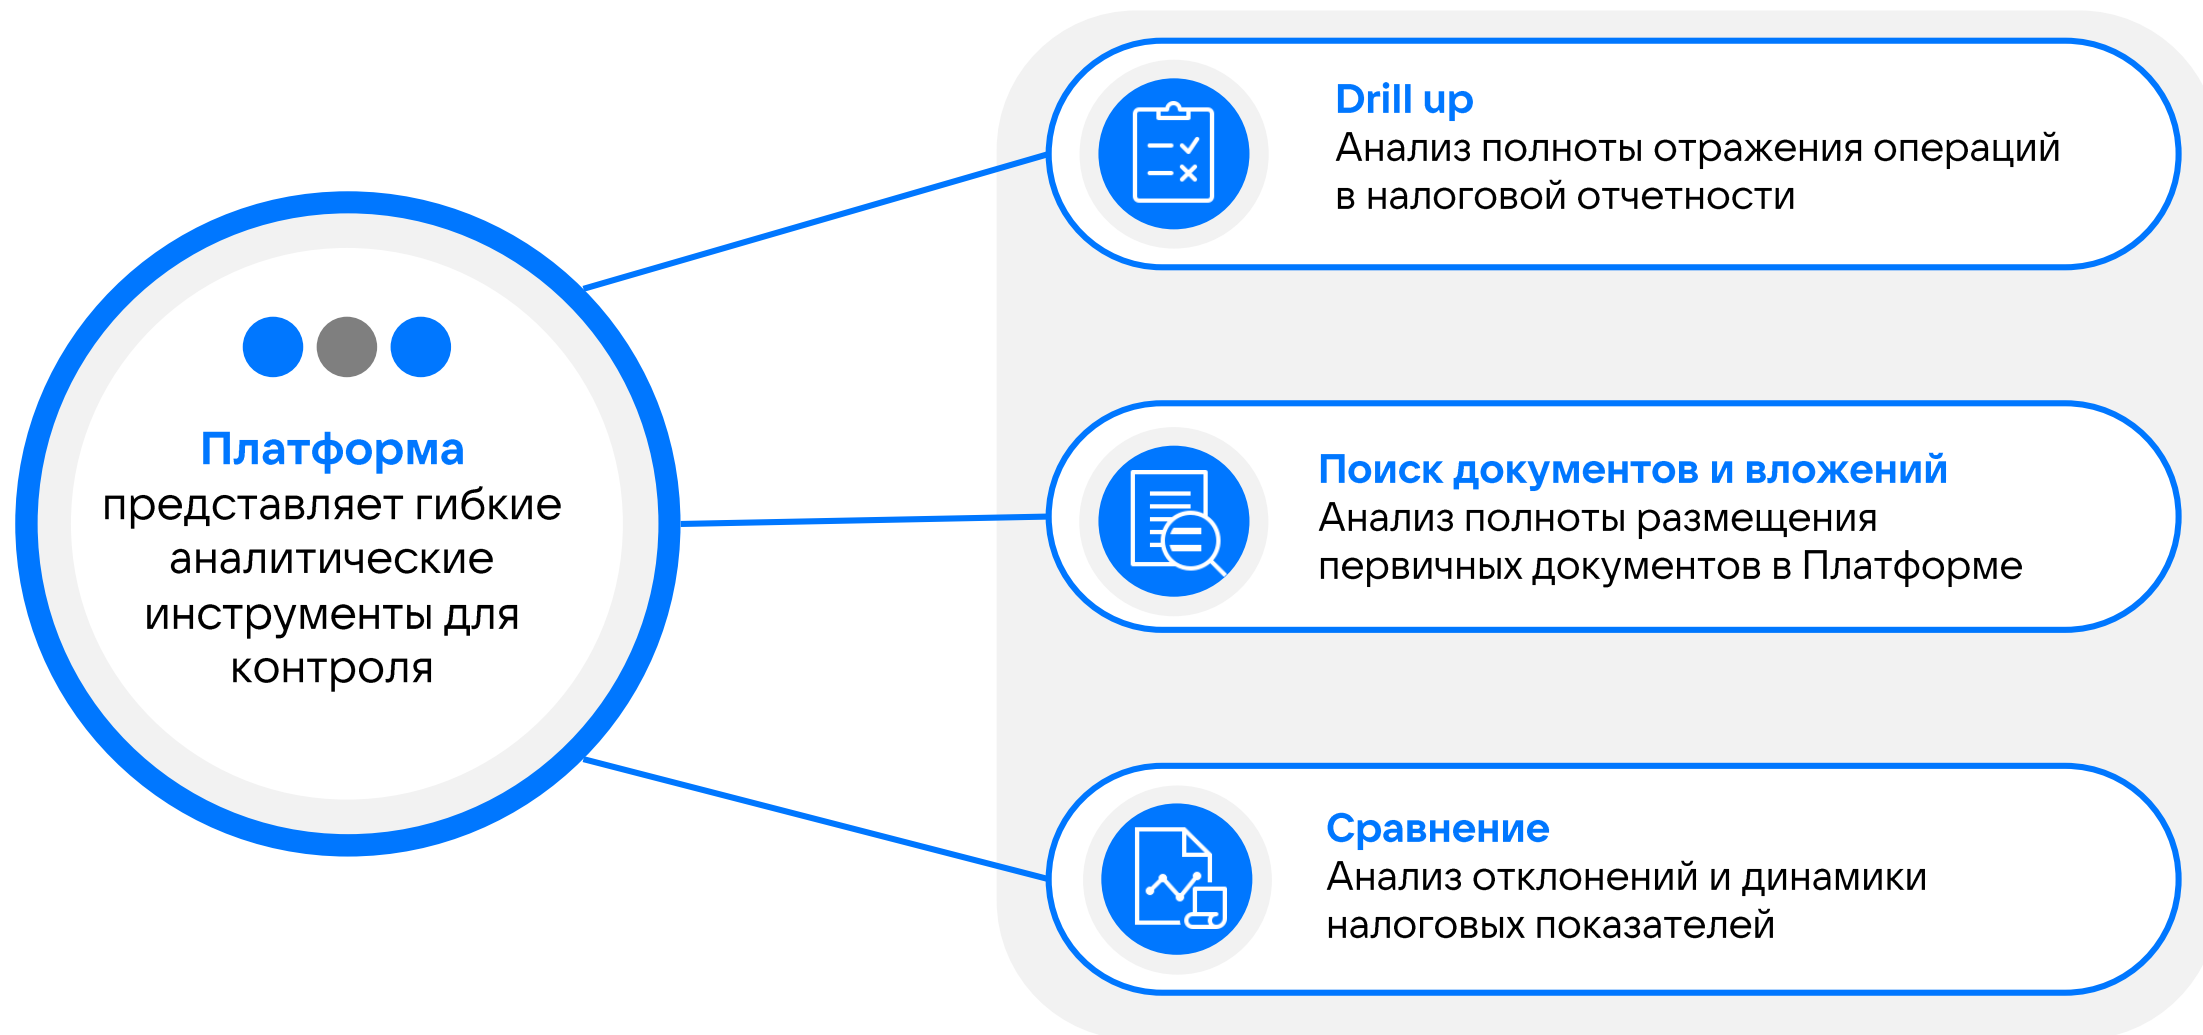 Платформа
представляет гибкие
аналитические
инструменты для
контроля
Drill up
Анализ полноты отражения операций
в налоговой отчетности
Поиск документов и вложений
Анализ полноты размещения
первичных документов в Платформе
Сравнение
Анализ отклонений и динамики
налоговых показателей